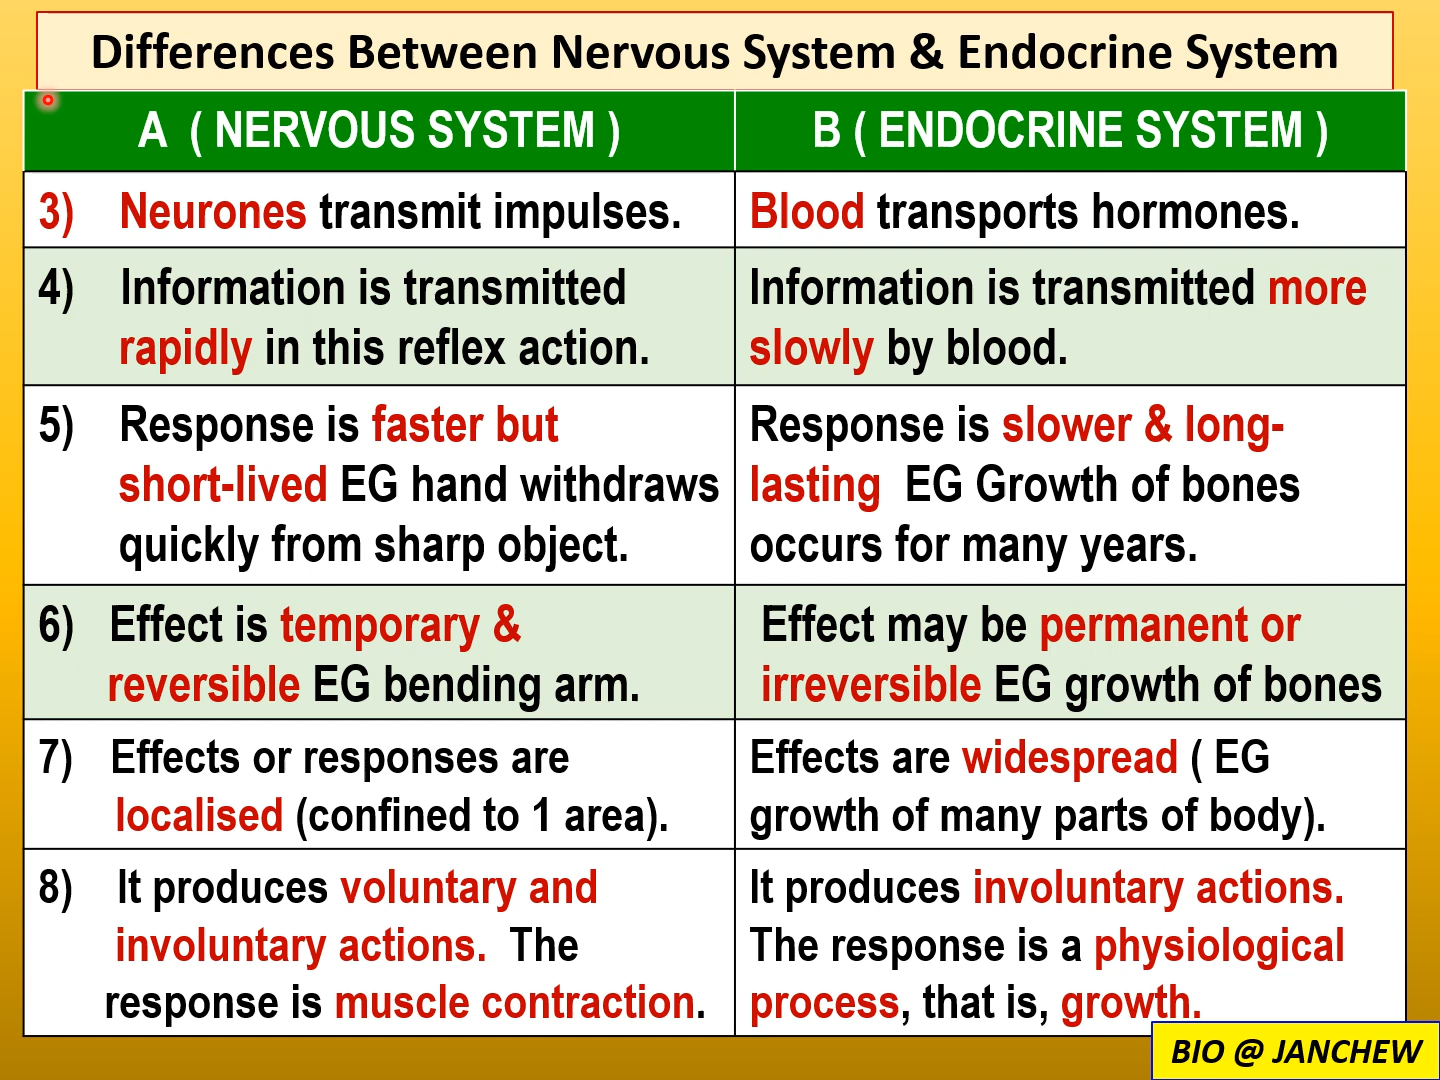 Differences Between Nervous System & Endocrine System
A ( NERVOUS SYSTEM )
B ( ENDOCRINE SYSTEM )
3) Neurones transmit impulses.
Blood transports hormones.
4) Information is transmitted
rapidly in this reflex action.
Information is transmitted more
slowly by blood.
5) Response is faster but
short-lived EG hand withdraws
quickly from sharp object.
Response is slower & long-
lasting EG Growth of bones
occurs for many years.
6) Effect is temporary &
reversible EG bending arm.
Effect may be permanent or
irreversible EG growth of bones
7) Effects or responses are
localised (confined to 1 area).
Effects are widespread ( EG
growth of many parts of body).
8) It produces voluntary and
involuntary actions. The
response is muscle contraction.
It produces involuntary actions.
The response is a physiological
process, that is, growth.
BIO @ JANCHEW